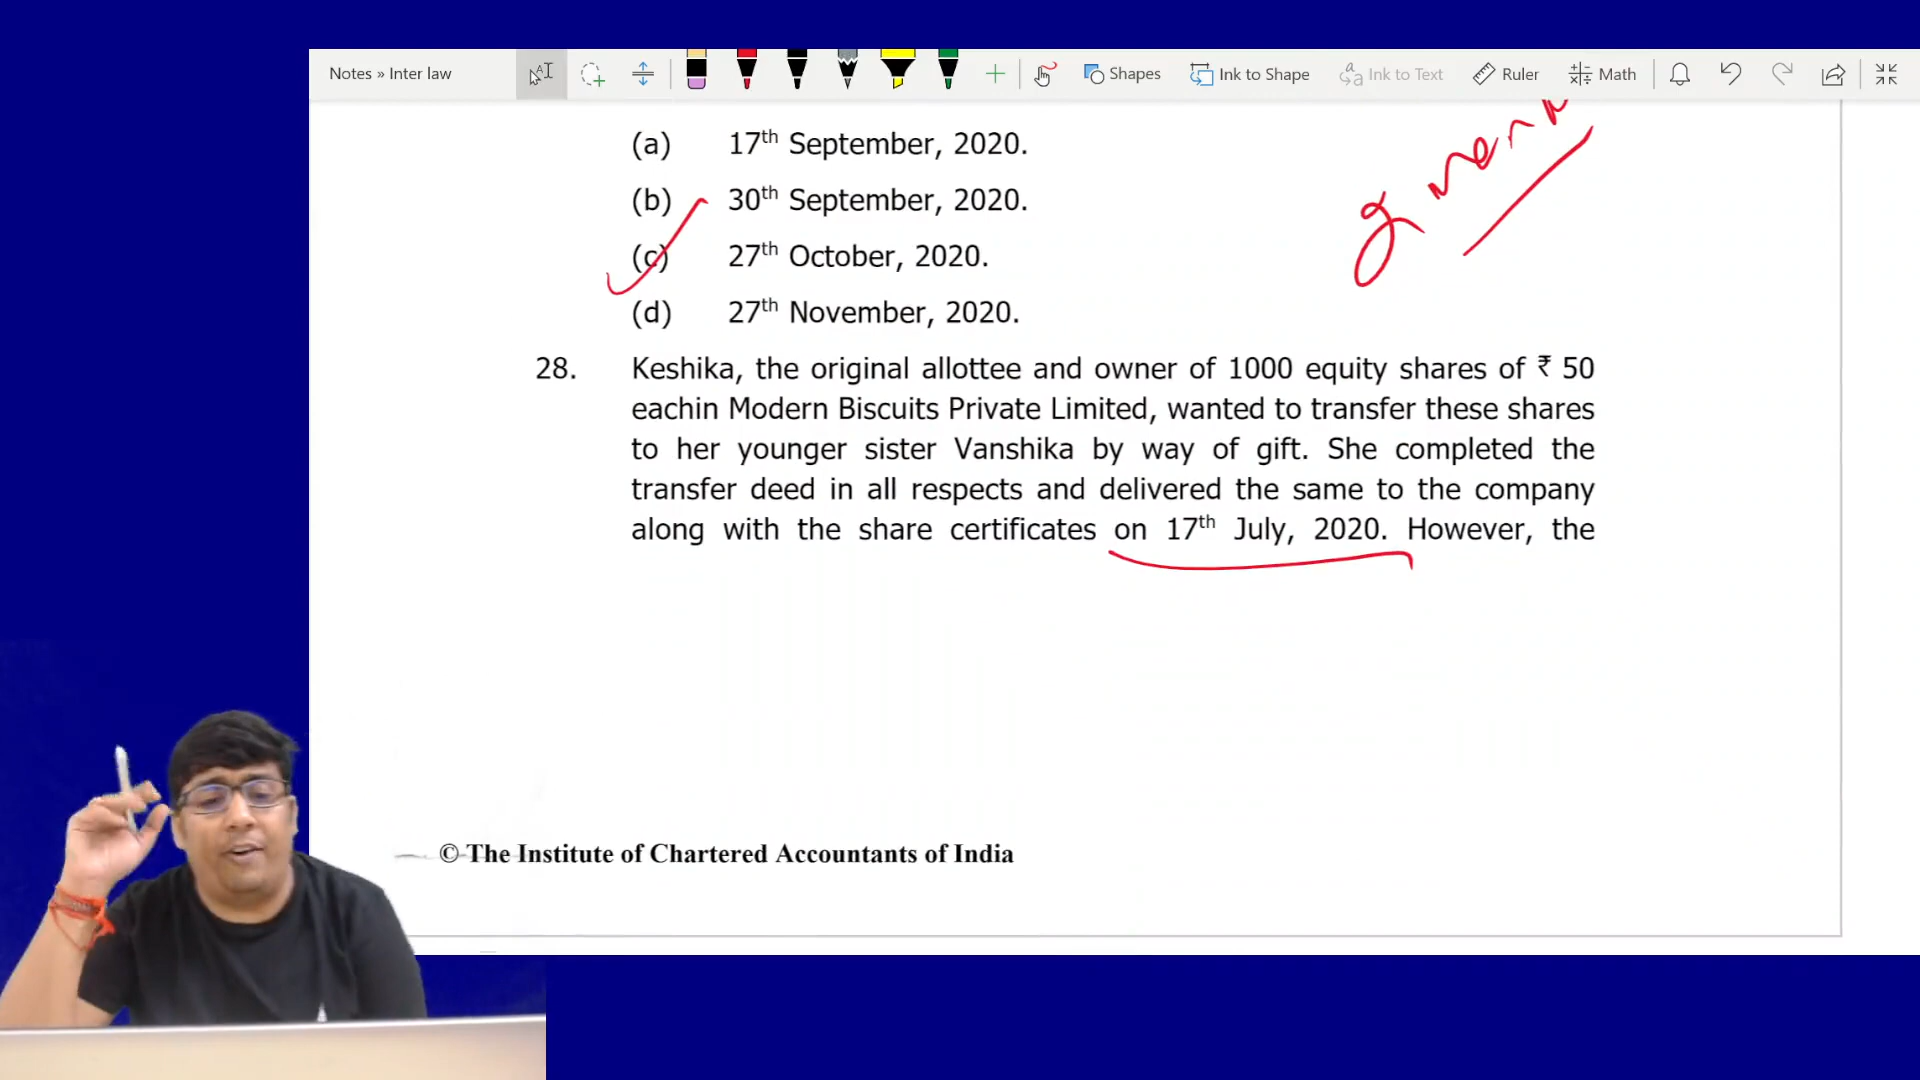 Notes » Inter law
Shapes
Ink to Shape
Ink to Text
Ruler
Math
(a) 17th September, 2020.
(b) 30th September, 2020.
(c) 27th October, 2020.
(d) 27th November, 2020.
28. Keshika, the original allottee and owner of 1000 equity shares of ₹ 50
eachin Modern Biscuits Private Limited, wanted to transfer these shares
to her younger sister Vanshika by way of gift. She completed the
transfer deed in all respects and delivered the same to the company
along with the share certificates on 17th July, 2020. However, the
© The Institute of Chartered Accountants of India